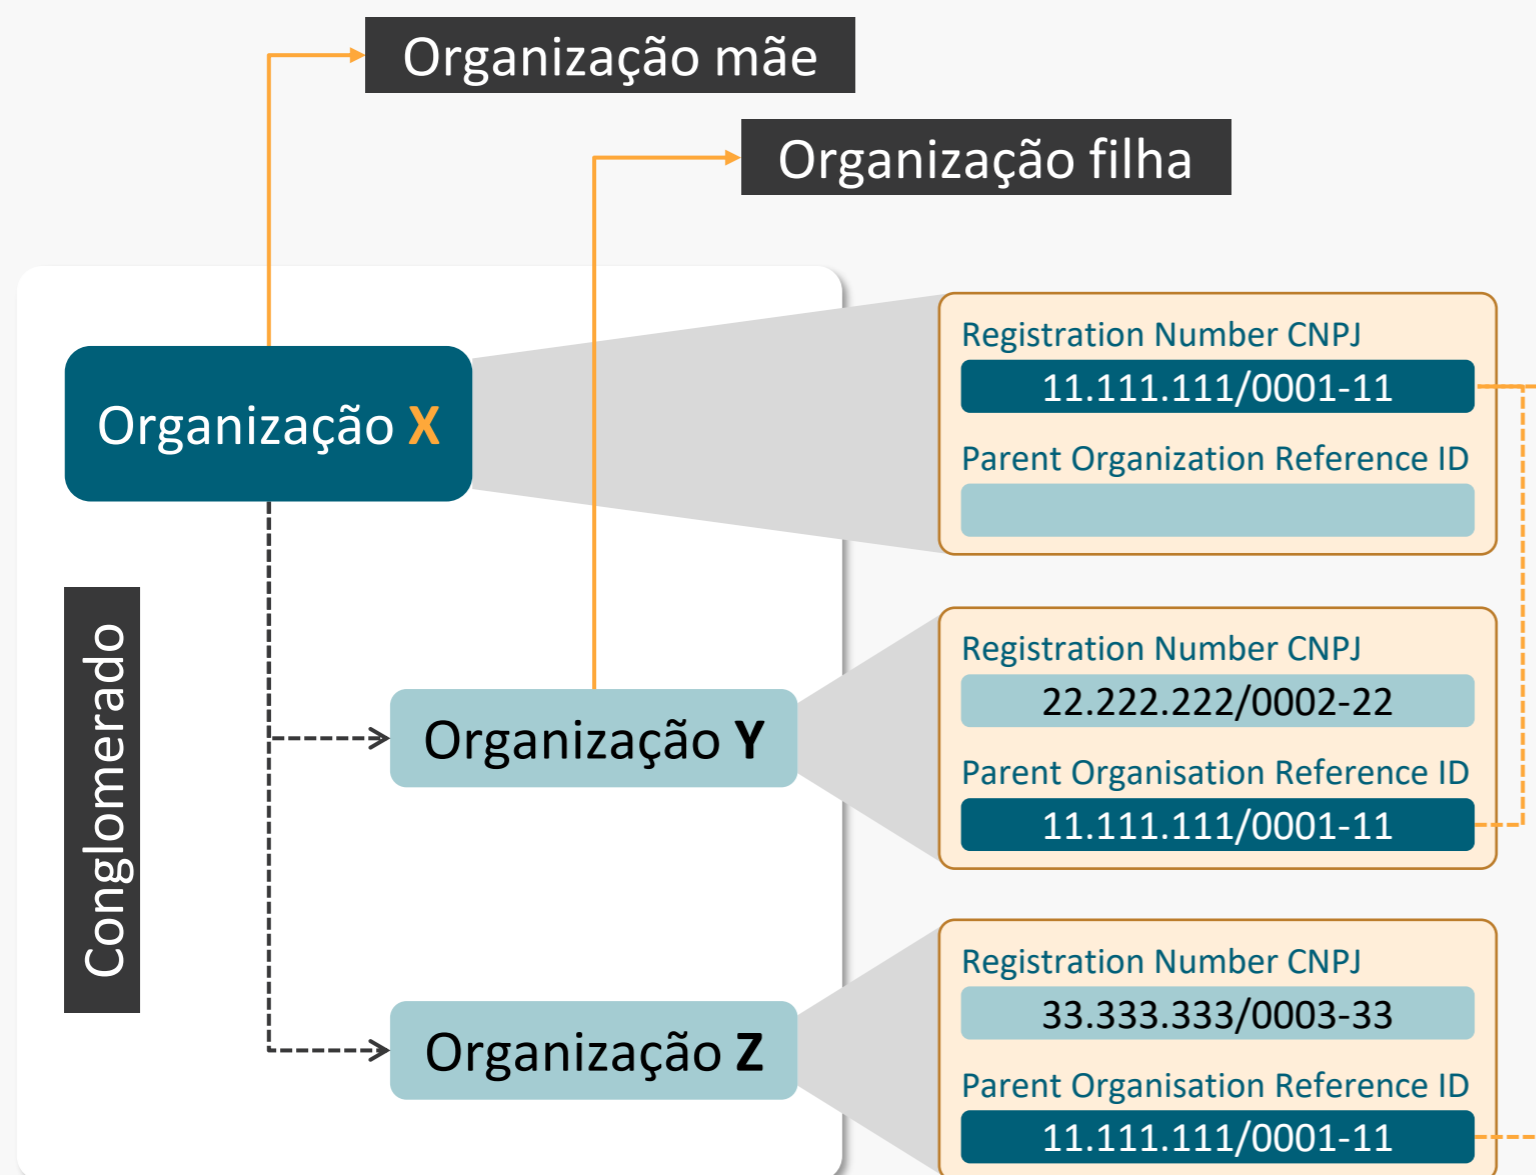 Organização mãe
Organização filha
Organização X
Registration Number CNPJ
11.111.111/0001-11
Parent Organization Reference ID
Conglomerado
Organização Y
Registration Number CNPJ
22.222.222/0002-22
Parent Organisation Reference ID
11.111.111/0001-11
Organização Z
Registration Number CNPJ
33.333.333/0003-33
Parent Organisation Reference ID
11.111.111/0001-11